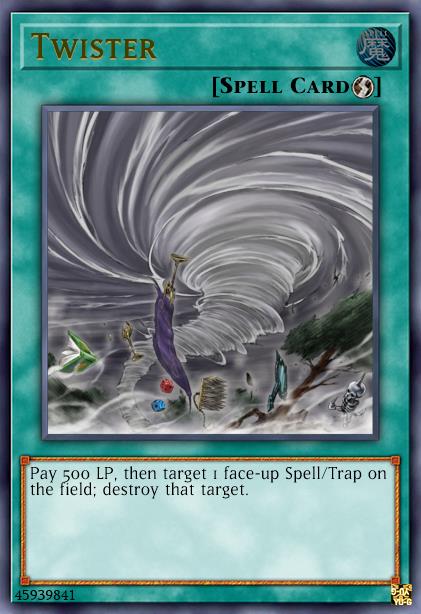 Twister
魔
[Spell Card]
Pay 500 LP, then target 1 face-up Spell/Trap on
the field; destroy that target.
45939841